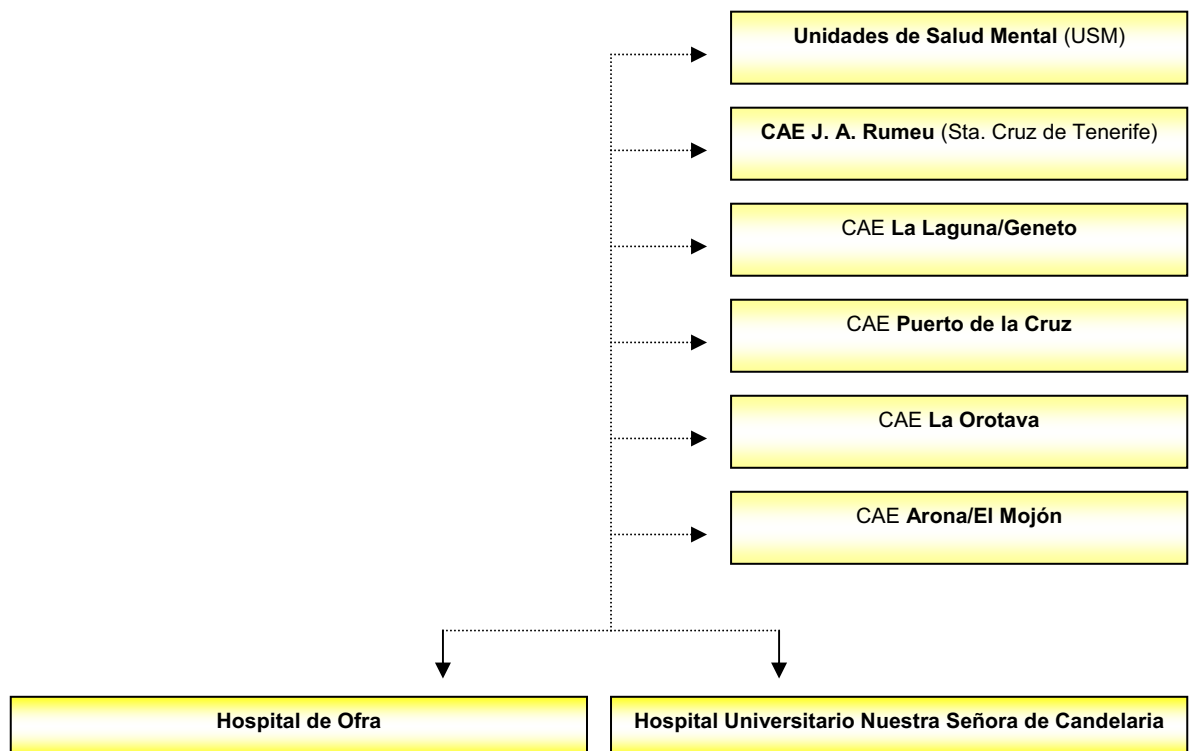 Unidades de Salud Mental (USM)
CAE J. A. Rumeu (Sta. Cruz de Tenerife)
CAE La Laguna/Geneto
CAE Puerto de la Cruz
CAE La Orotava
CAE Arona/El Mojón
Hospital de Ofra
Hospital Universitario Nuestra Señora de Candelaria